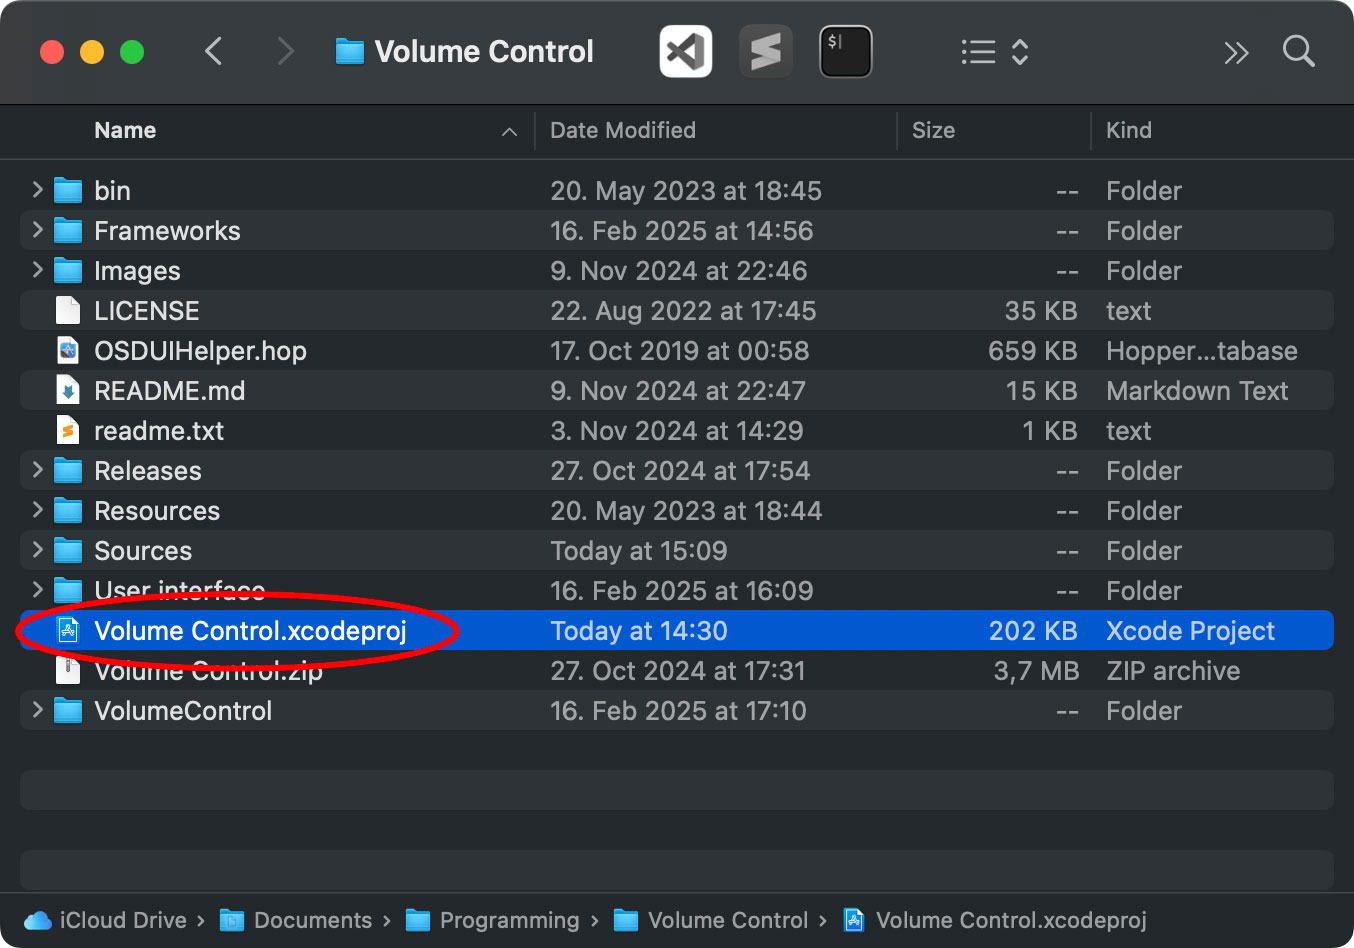 Volume Control
$
Name Date Modified Size Kind
bin 20. May 2023 at 18:45 -- Folder
Frameworks 16. Feb 2025 at 14:56 -- Folder
Images 9. Nov 2024 at 22:46 -- Folder
LICENSE 22. Aug 2022 at 17:45 35 KB text
OSDUIHelper.hop 17. Oct 2019 at 00:58 659 KB Hopper...tabase
README.md 9. Nov 2024 at 22:47 15 KB Markdown Text
readme.txt 3. Nov 2024 at 14:29 1 KB text
Releases 27. Oct 2024 at 17:54 -- Folder
Resources 20. May 2023 at 18:44 -- Folder
Sources Today at 15:09 -- Folder
User interface 16. Feb 2025 at 16:09 -- Folder
Volume Control.xcodeproj Today at 14:30 202 KB Xcode Project
Volume Control.zip 27. Oct 2024 at 17:31 3,7 MB ZIP archive
VolumeControl 16. Feb 2025 at 17:10 -- Folder
iCloud Drive › Documents › Programming › Volume Control › Volume Control.xcodeproj